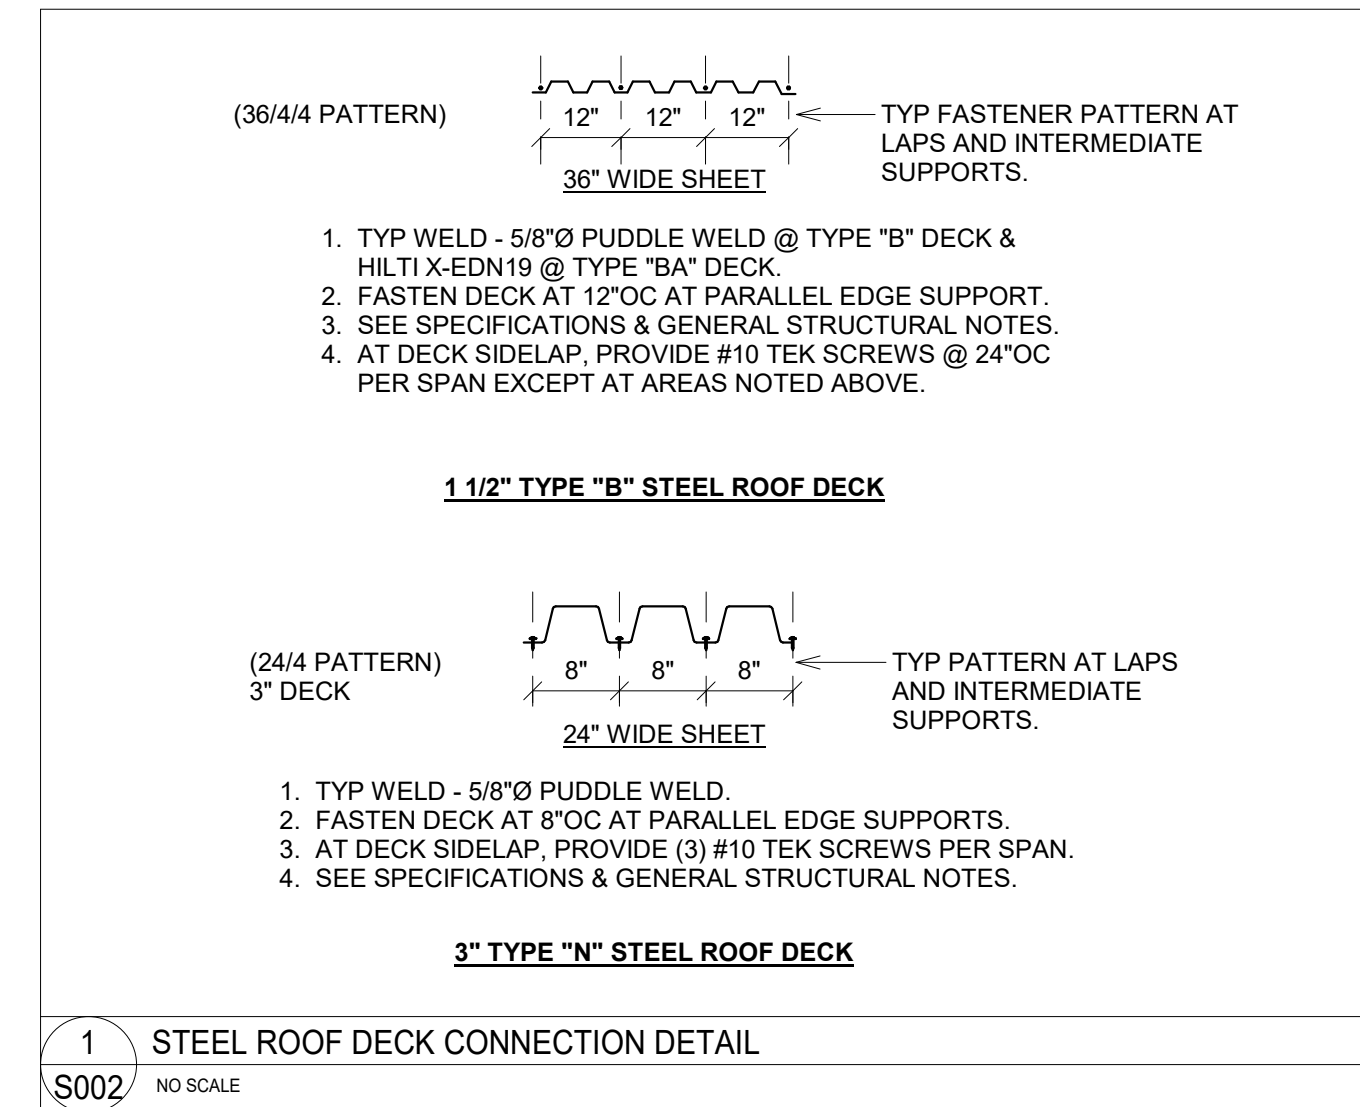 (36/4/4 PATTERN)
12" 12" 12"
36" WIDE SHEET
TYP FASTENER PATTERN AT
LAPS AND INTERMEDIATE
SUPPORTS.
1. TYP WELD - 5/8"Ø PUDDLE WELD @ TYPE "B" DECK &
HILTI X-EDN19 @ TYPE "BA" DECK.
2. FASTEN DECK AT 12"OC AT PARALLEL EDGE SUPPORT.
3. SEE SPECIFICATIONS & GENERAL STRUCTURAL NOTES.
4. AT DECK SIDELAP, PROVIDE #10 TEK SCREWS @ 24"OC
PER SPAN EXCEPT AT AREAS NOTED ABOVE.
1 1/2" TYPE "B" STEEL ROOF DECK
(24/4 PATTERN)
3" DECK
8" 8" 8"
24" WIDE SHEET
TYP PATTERN AT LAPS
AND INTERMEDIATE
SUPPORTS.
1. TYP WELD - 5/8"Ø PUDDLE WELD.
2. FASTEN DECK AT 8"OC AT PARALLEL EDGE SUPPORTS.
3. AT DECK SIDELAP, PROVIDE (3) #10 TEK SCREWS PER SPAN.
4. SEE SPECIFICATIONS & GENERAL STRUCTURAL NOTES.
3" TYPE "N" STEEL ROOF DECK
1 STEEL ROOF DECK CONNECTION DETAIL
S002 NO SCALE